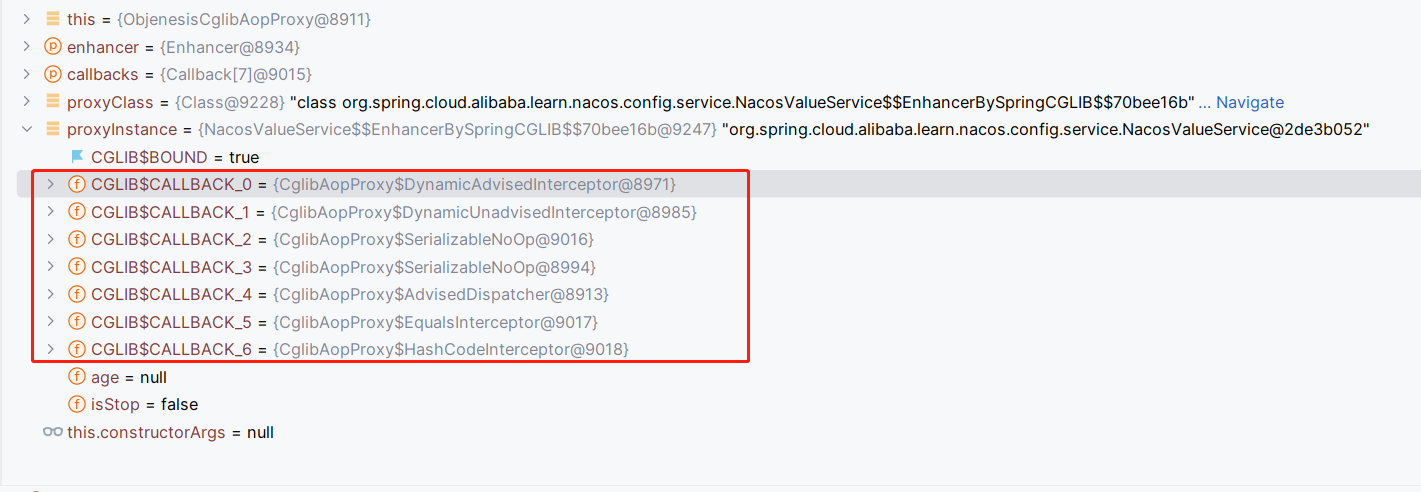 this = {ObjenesisCglibAopProxy@8911}
enhancer = {Enhancer@8934}
callbacks = {Callback[7]@9015}
proxyClass = {Class@9228} "class org.spring.cloud.alibaba.learn.nacos.config.service.NacosValueService$$EnhancerBySpringCGLIB$$70bee16b" ... Navigate
proxyInstance = {NacosValueService$$EnhancerBySpringCGLIB$$70bee16b@9247} "org.spring.cloud.alibaba.learn.nacos.config.service.NacosValueService@2de3b052"
CGLIB$BOUND = true
CGLIB$CALLBACK_0 = {CglibAopProxy$DynamicAdvisedInterceptor@8971}
CGLIB$CALLBACK_1 = {CglibAopProxy$DynamicUnadvisedInterceptor@8985}
CGLIB$CALLBACK_2 = {CglibAopProxy$SerializableNoOp@9016}
CGLIB$CALLBACK_3 = {CglibAopProxy$SerializableNoOp@8994}
CGLIB$CALLBACK_4 = {CglibAopProxy$AdvisedDispatcher@8913}
CGLIB$CALLBACK_5 = {CglibAopProxy$EqualsInterceptor@9017}
CGLIB$CALLBACK_6 = {CglibAopProxy$HashCodeInterceptor@9018}
age = null
isStop = false
this.constructorArgs = null